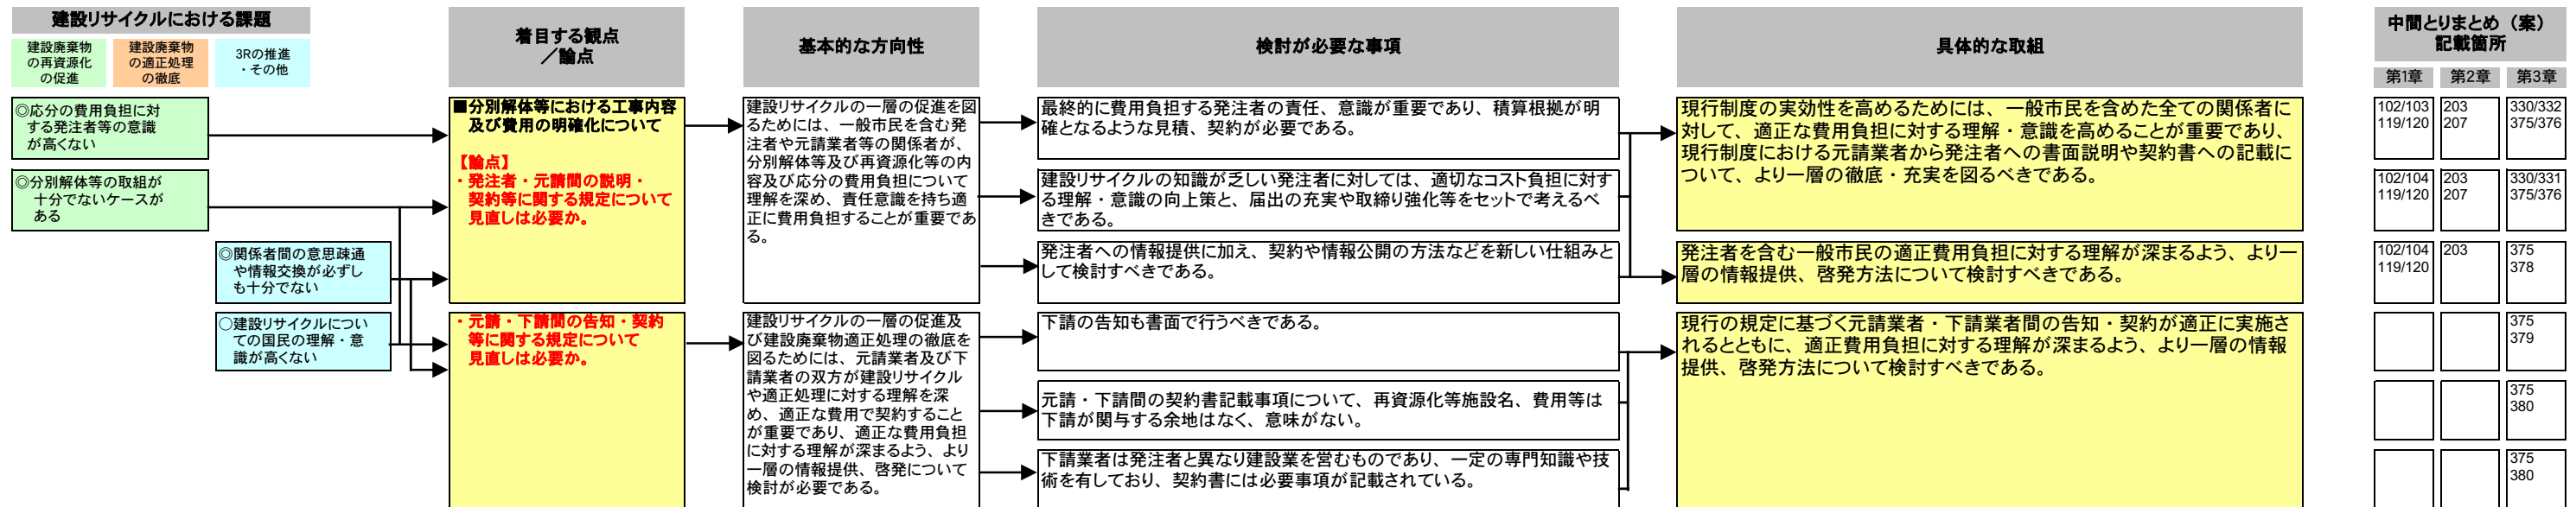 建設リサイクルにおける課題
建設廃棄物
の再資源化
の促進
建設廃棄物
の適正処理
の徹底
3Rの推進
・その他
着目する観点
／論点
基本的な方向性
検討が必要な事項
具体的な取組
中間とりまとめ（案）
記載箇所
第1章
第2章
第3章
◎応分の費用負担に対
する発注者等の意識
が高くない
◎分別解体等の取組が
十分でないケースが
ある
◎関係者間の意思疎通
や情報交換が必ずし
も十分でない
○建設リサイクルについ
ての国民の理解・意
識が高くない
■分別解体等における工事内容
及び費用の明確化について
【論点】
・発注者・元請間の説明・
契約等に関する規定について
見直しは必要か。
・元請・下請間の告知・契約
等に関する規定について
見直しは必要か。
建設リサイクルの一層の促進を図
るためには、一般市民を含む発
注者や元請業者等の関係者が、
分別解体等及び再資源化等の内
容及び応分の費用負担について
理解を深め、責任意識を持ち適
正に費用負担することが重要であ
る。
建設リサイクルの一層の促進及
び建設廃棄物適正処理の徹底を
図るためには、元請業者及び下
請業者の双方が建設リサイクル
や適正処理に対する理解を深
め、適正な費用で契約すること
が重要であり、適正な費用負担
に対する理解が深まるよう、より
一層の情報提供、啓発について
検討が必要である。
最終的に費用負担する発注者の責任、意識が重要であり、積算根拠が明
確となるような見積、契約が必要である。
建設リサイクルの知識が乏しい発注者に対しては、適切なコスト負担に対す
る理解・意識の向上策と、届出の充実や取締り強化等をセットで考えるべ
きである。
発注者への情報提供に加え、契約や情報公開の方法などを新しい仕組みと
して検討すべきである。
下請の告知も書面で行うべきである。
元請・下請間の契約書記載事項について、再資源化等施設名、費用等は
下請が関与する余地はなく、意味がない。
下請業者は発注者と異なり建設業を営むものであり、一定の専門知識や技
術を有しており、契約書には必要事項が記載されている。
現行制度の実効性を高めるためには、一般市民を含めた全ての関係者に
対して、適正な費用負担に対する理解・意識を高めることが重要であり、
現行制度における元請業者から発注者への書面説明や契約書への記載に
ついて、より一層の徹底・充実を図るべきである。
発注者を含む一般市民の適正費用負担に対する理解が深まるよう、より一
層の情報提供、啓発方法について検討すべきである。
現行の規定に基づく元請業者・下請業者間の告知・契約が適正に実施さ
れるとともに、適正費用負担に対する理解が深まるよう、より一層の情報
提供、啓発方法について検討すべきである。
102/103
119/120
203
207
330/332
375/376
102/104
119/120
203
207
330/331
375/376
102/104
119/120
203
375
378
375
379
375
380
375
380